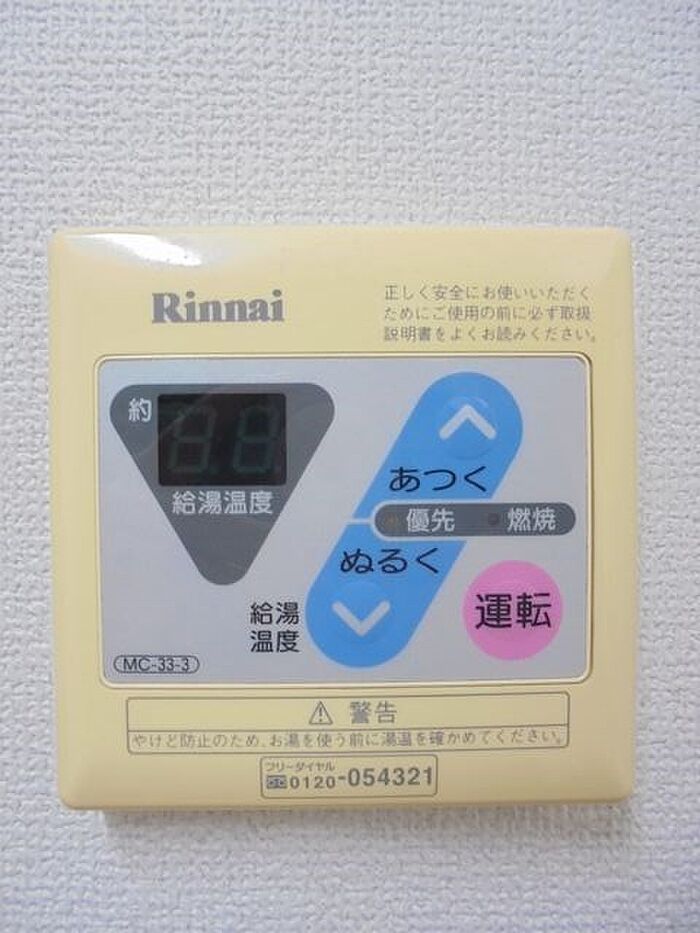 Rinnai
正しく安全にお使いいただく
ためにご使用の前に必ず取扱
説明書をよくお読みください。
約
給湯温度
あつく
優先 燃焼
ぬるく
給湯
温度
運転
MC-33-3
⚠ 警告
やけど防止のため、お湯を使う前に湯温を確かめてください。
フリーダイヤル
0120-054321